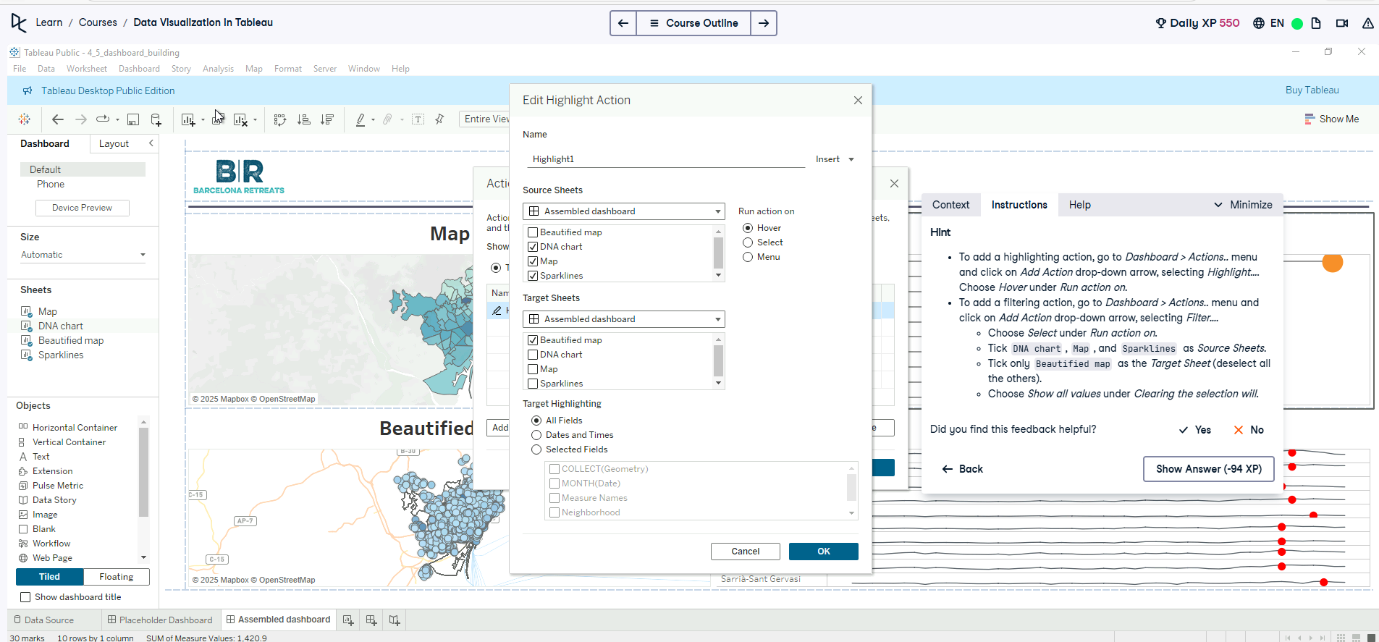 Learn / Courses / Data Visualization in Tableau
Course Outline
Daily XP 550
EN
Tableau Public - 4_5_dashboard_building
File Data Worksheet Dashboard Story Analysis Map Format Server Window Help
Tableau Desktop Public Edition
Buy Tableau
Entire View
Show Me
Dashboard
Layout
Default
Phone
Device Preview
Size
Automatic
Sheets
Map
DNA chart
Beautified map
Sparklines
Objects
Horizontal Container
Vertical Container
Text
Extension
Pulse Metric
Data Story
Image
Blank
Workflow
Web Page
Tiled
Floating
Show dashboard title
B|R
BARCELONA RETREATS
Map
© 2025 Mapbox © OpenStreetMap
Beautified
B-30
C-15
AP-7
C-16
© 2025 Mapbox © OpenStreetMap
Sarrià-Sant Gervasi
Edit Highlight Action
Name
Highlight1
Insert
Source Sheets
Assembled dashboard
Beautified map
DNA chart
Map
Sparklines
Run action on
Hover
Select
Menu
Target Sheets
Assembled dashboard
Beautified map
DNA chart
Map
Sparklines
Target Highlighting
All Fields
Dates and Times
Selected Fields
COLLECT(Geometry)
MONTH(Date)
Measure Names
Neighborhood
Cancel
OK
Context
Instructions
Help
Minimize
Hint
To add a highlighting action, go to Dashboard > Actions.. menu
and click on Add Action drop-down arrow, selecting Highlight....
Choose Hover under Run action on.
To add a filtering action, go to Dashboard > Actions.. menu and
click on Add Action drop-down arrow, selecting Filter....
Choose Select under Run action on.
Tick DNA chart , Map , and Sparklines as Source Sheets.
Tick only Beautified map as the Target Sheet (deselect all
the others).
Choose Show all values under Clearing the selection will.
Did you find this feedback helpful?
Yes
No
Back
Show Answer (-94 XP)
Data Source
Placeholder Dashboard
Assembled dashboard
30 marks 10 rows by 1 column SUM of Measure Values: 1,420.9